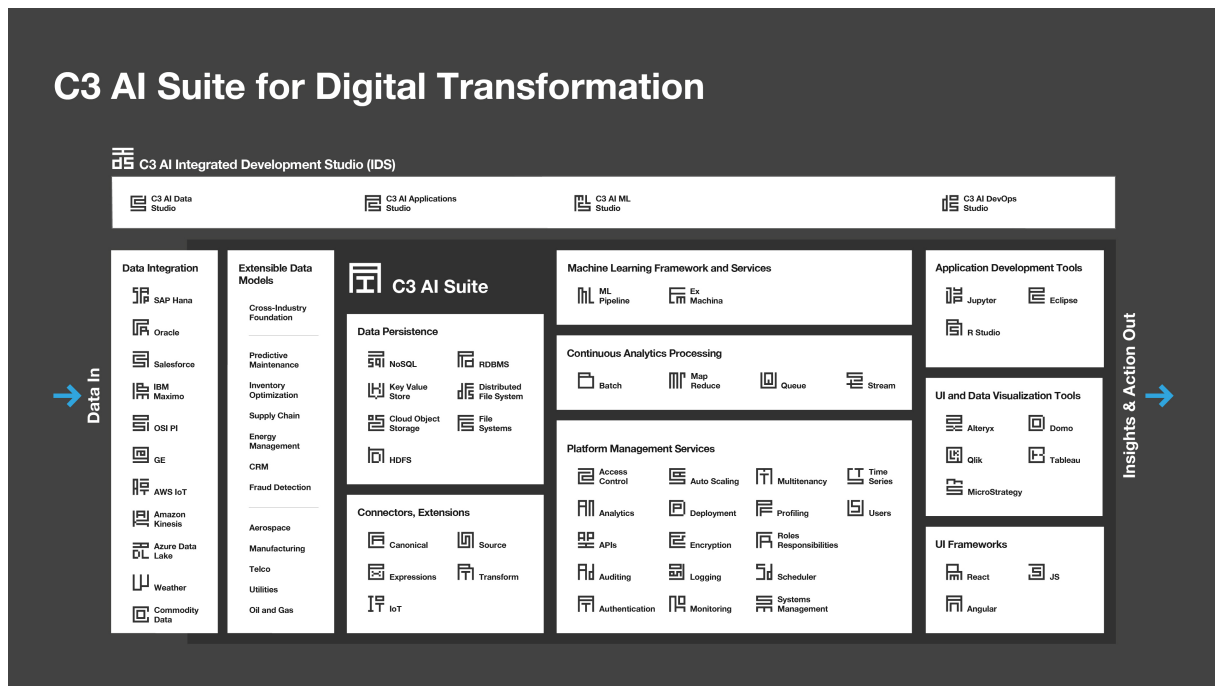 C3 AI Suite for Digital Transformation
C3 AI Integrated Development Studio (IDS)
C3 AI Data
Studio
C3 AI Applications
Studio
C3 AI ML
Studio
C3 AI DevOps
Studio
Data In
Data Integration
SAP Hana
Oracle
Salesforce
IBM
Maximo
OSI PI
GE
AWS IoT
Amazon
Kinesis
Azure Data
Lake
Weather
Commodity
Data
Extensible Data
Models
Cross-Industry
Foundation
Predictive
Maintenance
Inventory
Optimization
Supply Chain
Energy
Management
CRM
Fraud Detection
Aerospace
Manufacturing
Telco
Utilities
Oil and Gas
C3 AI Suite
Data Persistence
NoSQL
RDBMS
Key Value
Store
Distributed
File System
Cloud Object
Storage
File
Systems
HDFS
Connectors, Extensions
Canonical
Source
Expressions
Transform
IoT
Machine Learning Framework and Services
ML
Pipeline
Ex
Machina
Continuous Analytics Processing
Batch
Map
Reduce
Queue
Stream
Platform Management Services
Access
Control
Auto Scaling
Multitenancy
Time
Series
Analytics
Deployment
Profiling
Users
APIs
Encryption
Roles
Responsibilities
Auditing
Logging
Scheduler
Authentication
Monitoring
Systems
Management
Application Development Tools
Jupyter
Eclipse
R Studio
UI and Data Visualization Tools
Alteryx
Domo
Qlik
Tableau
MicroStrategy
UI Frameworks
React
JS
Angular
Insights & Action Out